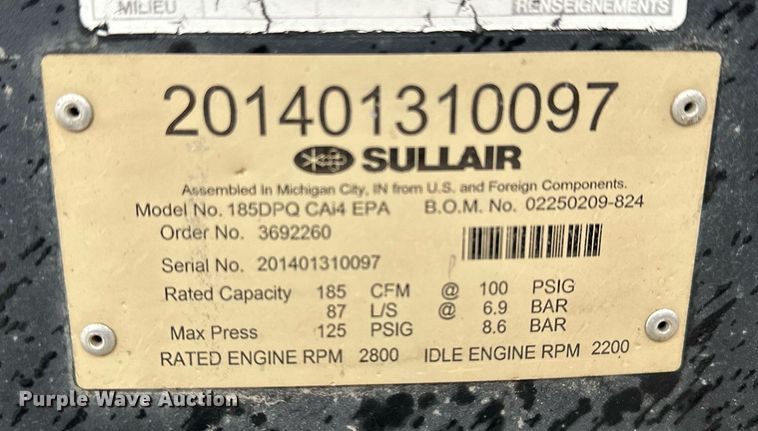 MILIEU RENSEIGNEMENTS
201401310097
SULLAIR
Assembled In Michigan City, IN from U.S. and Foreign Components.
Model No. 185DPQ CAi4 EPA B.O.M. No. 02250209-824
Order No. 3692260
Serial No. 201401310097
Rated Capacity 185 CFM @ 100 PSIG
87 L/S @ 6.9 BAR
Max Press 125 PSIG 8.6 BAR
RATED ENGINE RPM 2800 IDLE ENGINE RPM 2200
Purple Wave Auction